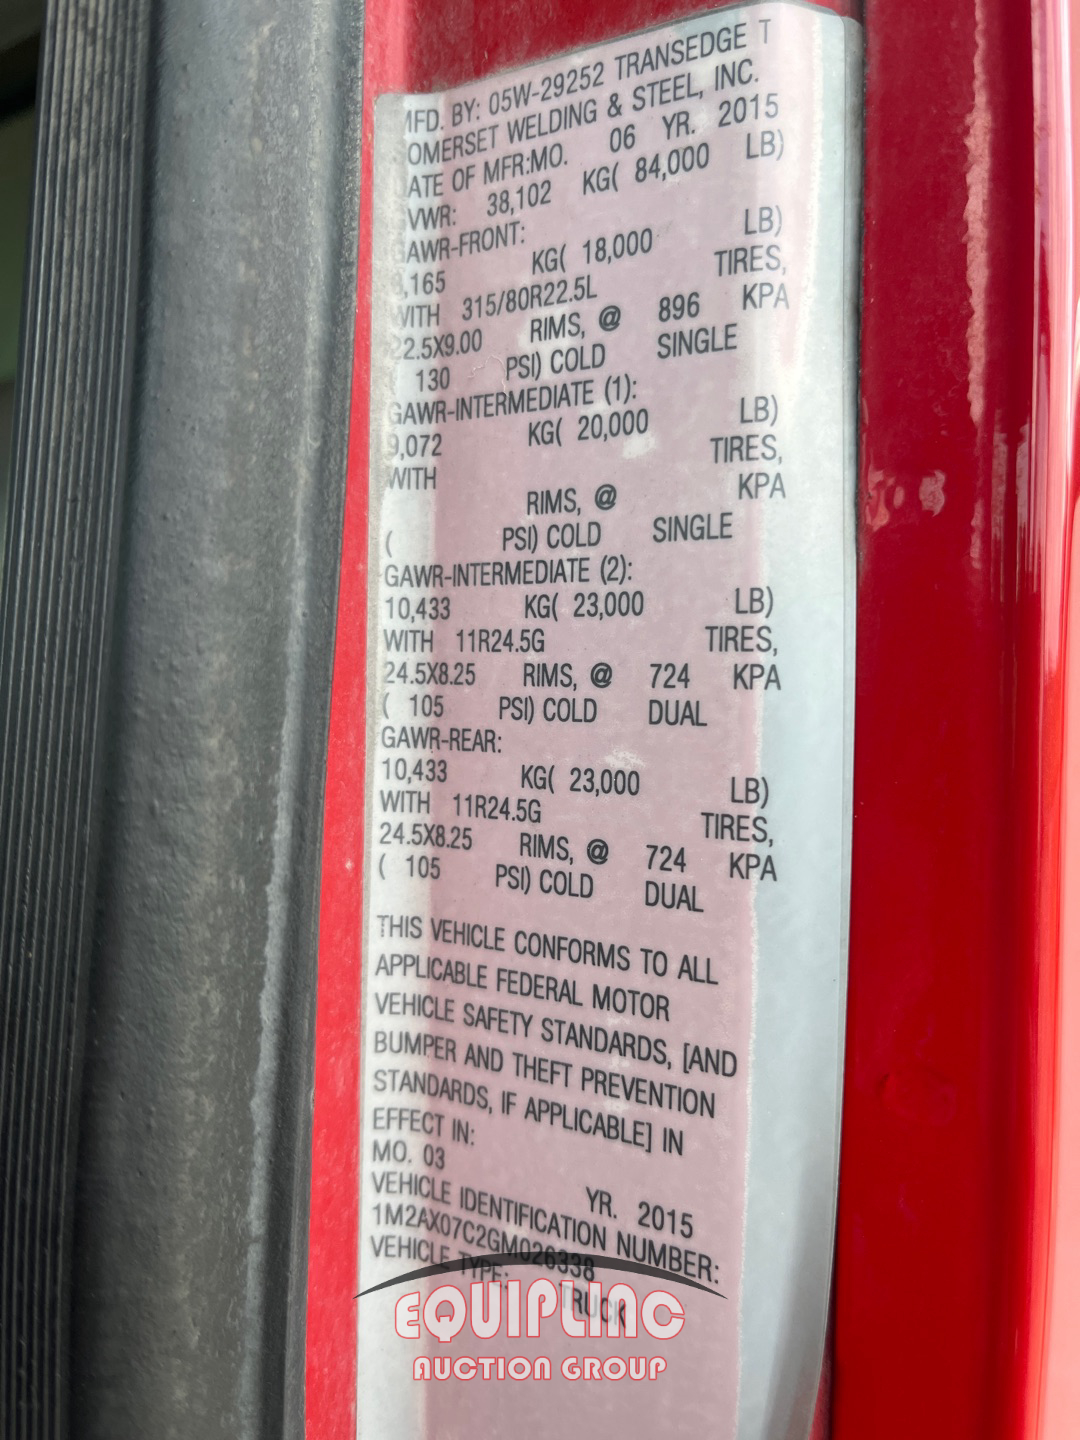 MFD. BY: 05W-29252 TRANSEDGE T
OMERSET WELDING & STEEL, INC.
ATE OF MFR:MO. 06 YR. 2015
VWR: 38,102 KG( 84,000 LB)
GAWR-FRONT:
,165 KG( 18,000 LB)
WITH 315/80R22.5L TIRES,
22.5X9.00 RIMS, @ 896 KPA
130 PSI) COLD SINGLE
GAWR-INTERMEDIATE (1):
9,072 KG( 20,000 LB)
WITH TIRES,
RIMS, @ KPA
( PSI) COLD SINGLE
GAWR-INTERMEDIATE (2):
10,433 KG( 23,000 LB)
WITH 11R24.5G TIRES,
24.5X8.25 RIMS, @ 724 KPA
( 105 PSI) COLD DUAL
GAWR-REAR:
10,433 KG( 23,000 LB)
WITH 11R24.5G TIRES,
24.5X8.25 RIMS, @ 724 KPA
( 105 PSI) COLD DUAL
THIS VEHICLE CONFORMS TO ALL
APPLICABLE FEDERAL MOTOR
VEHICLE SAFETY STANDARDS, [AND
BUMPER AND THEFT PREVENTION
STANDARDS, IF APPLICABLE] IN
EFFECT IN:
MO. 03 YR. 2015
VEHICLE IDENTIFICATION NUMBER:
1M2AX07C2GM026338
VEHICLE TYPE: TRUCK
EQUIPLINC
AUCTION GROUP